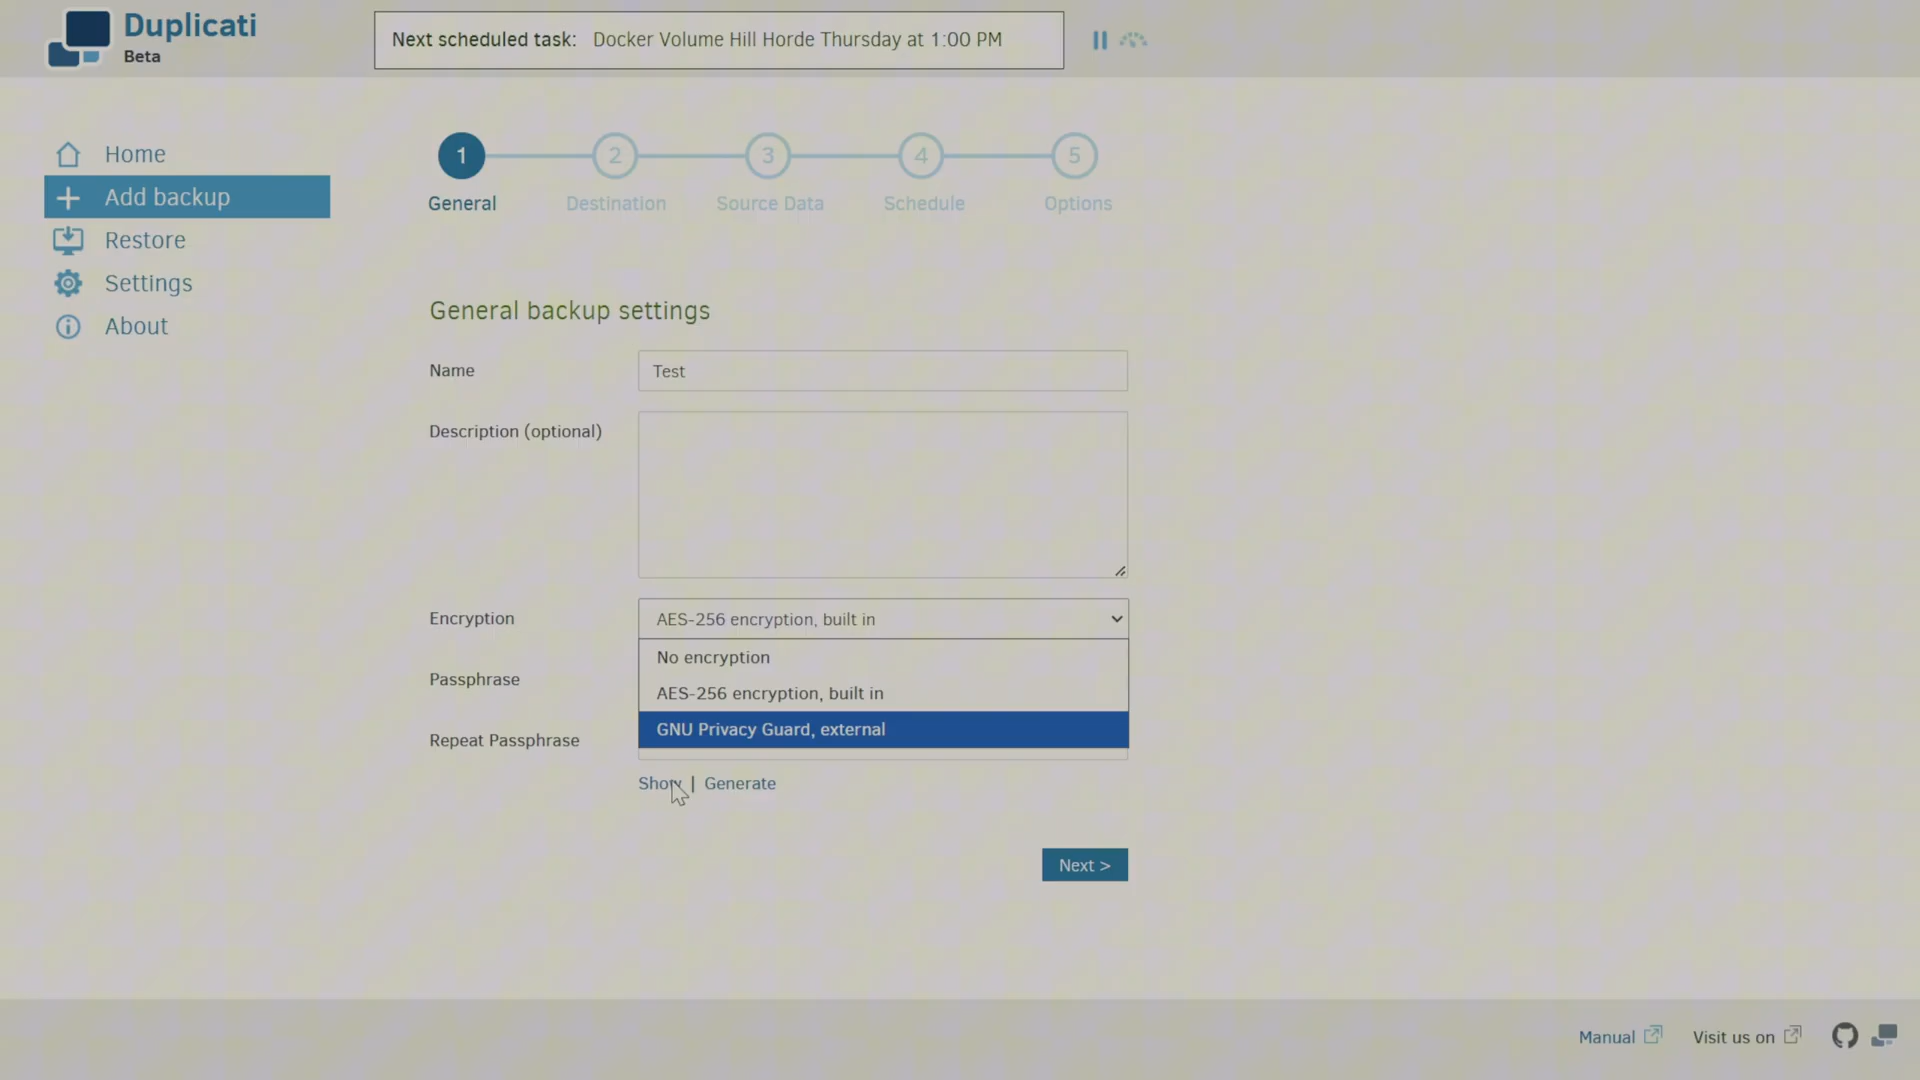 Duplicati
Beta
Next scheduled task: Docker Volume Hill Horde Thursday at 1:00 PM
Home
Add backup
Restore
Settings
About
1 2 3 4 5
General Destination Source Data Schedule Options
General backup settings
Name Test
Description (optional)
Encryption AES-256 encryption, built in
No encryption
Passphrase
AES-256 encryption, built in
GNU Privacy Guard, external
Repeat Passphrase
Show | Generate
Next >
Manual Visit us on